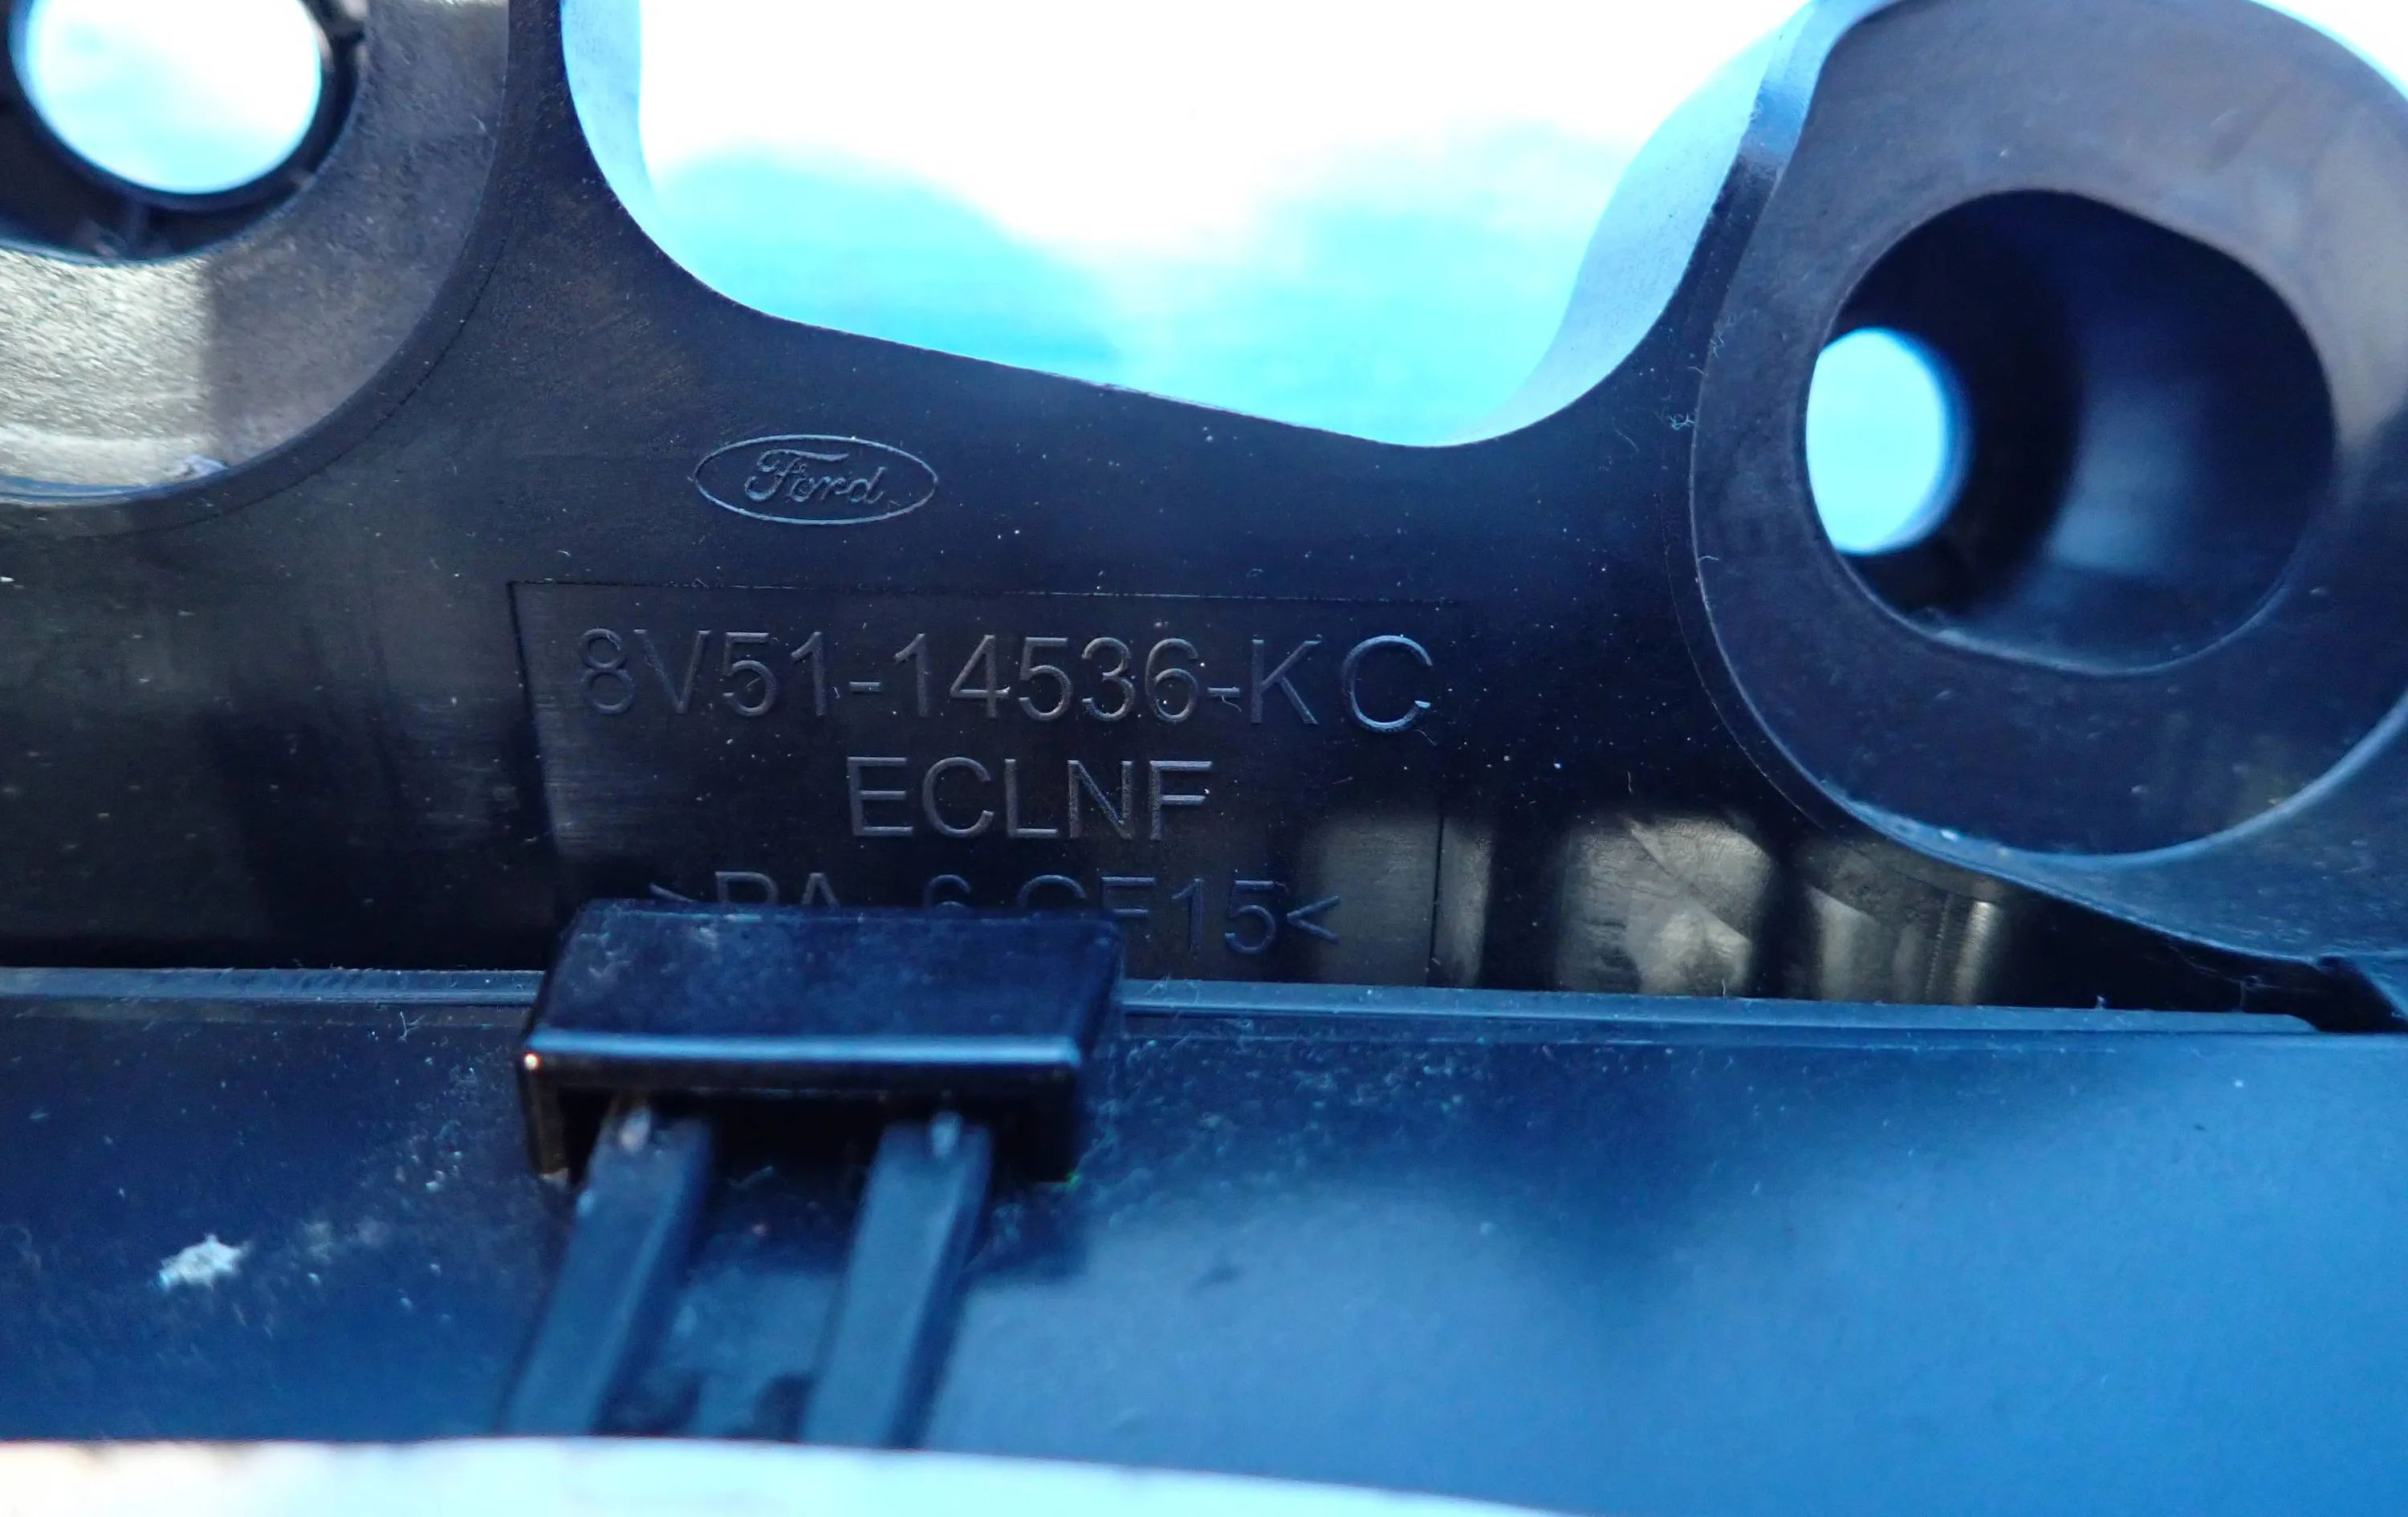 Ford
8V51-14536-KC
ECLNF
>PA 6 GF15<